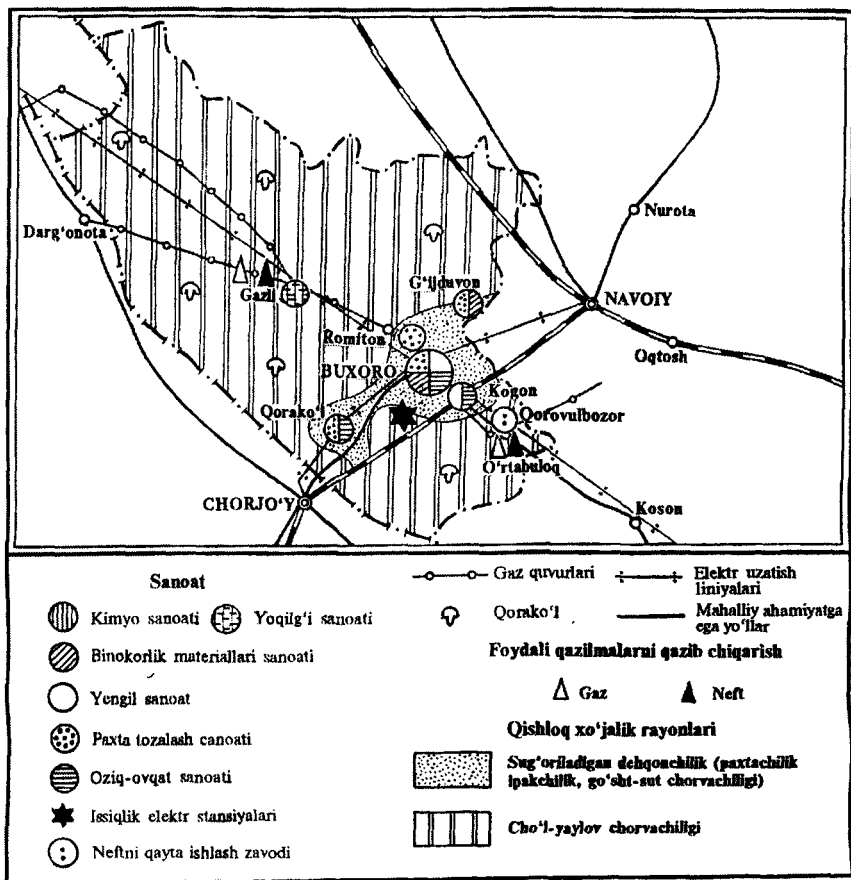 Nurota
Darg‘onota
G‘ijduvon
NAVOIY
Gazli
Romiton
Oqtosh
BUXORO
Kogon
Qorako‘l
Qorovulbozor
O‘rtabuloq
CHORJO‘Y
Koson
Sanoat
Kimyo sanoati
Yoqilg‘i sanoati
Binokorlik materiallari sanoati
Yengil sanoat
Paxta tozalash canoati
Oziq-ovqat sanoati
Issiqlik elektr stansiyalari
Neftni qayta ishlash zavodi
Gaz quvurlari
Elektr uzatish
liniyalari
Qorako‘l
Mahalliy ahamiyatga
ega yo‘llar
Foydali qazilmalarni qazib chiqarish
Gaz
Neft
Qishloq xo‘jalik rayonlari
Sug‘oriladigan dehqonchilik (paxtachilik
ipakchilik, go‘sht-sut chorvachiligi)
Cho‘l-yaylov chorvachiligi